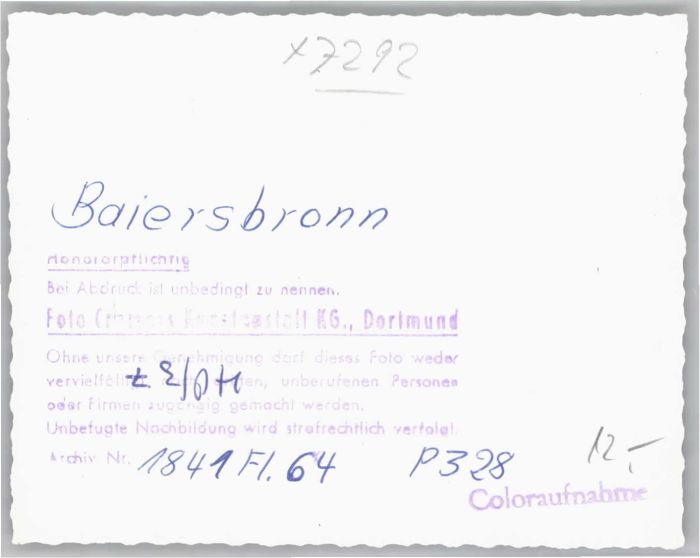 x7292
Baiersbronn
Honorarpflichtig
Bei Abdruck ist unbedingt zu nennen.
Foto Kunstanstalt KG., Dortmund
Ohne unsere Genehmigung darf dieses Foto weder
vervielfältigt, unberufenen Personen
oder Firmen zugängig gemacht werden.
Unbefugte Nachbildung wird strafrechtlich verfolgt.
Archiv Nr. 1841 Fl. 64 P328
12,-
Coloraufnahme